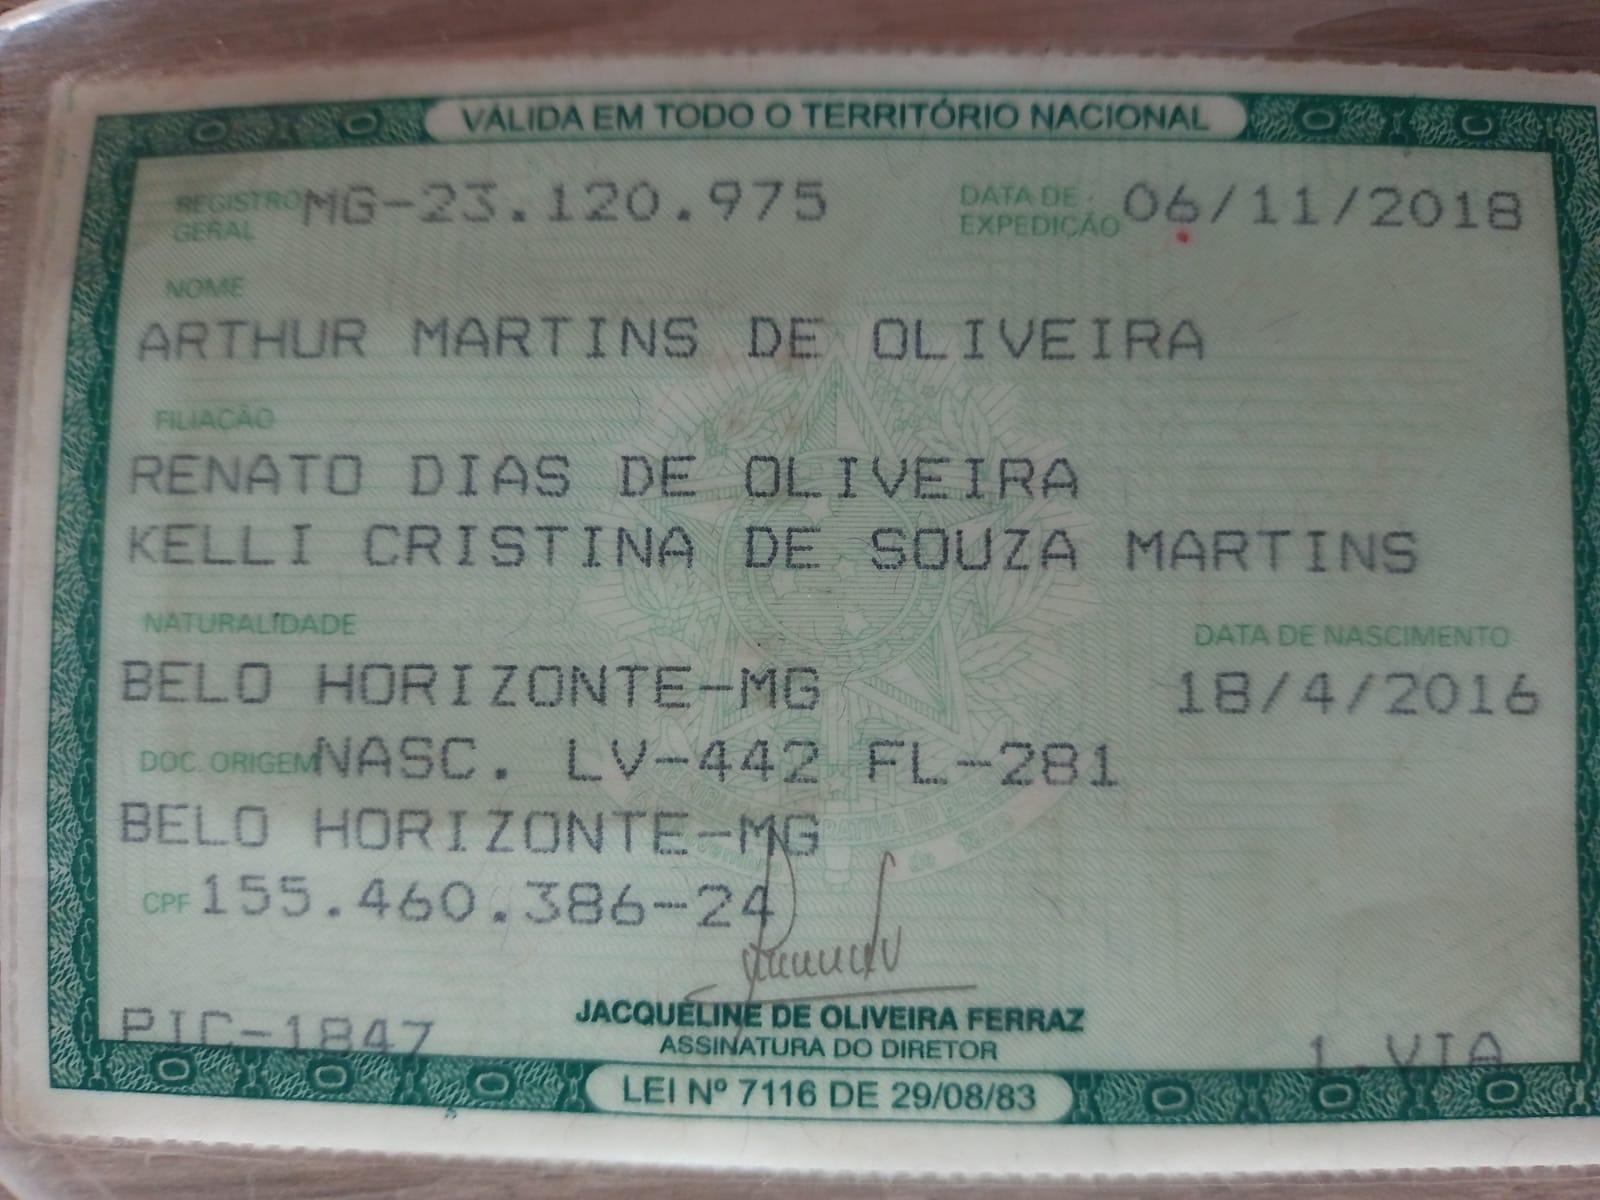 VÁLIDA EM TODO O TERRITÓRIO NACIONAL
REGISTRO GERAL MG-23.120.975 DATA DE EXPEDIÇÃO 06/11/2018
NOME
ARTHUR MARTINS DE OLIVEIRA
FILIAÇÃO
RENATO DIAS DE OLIVEIRA
KELLI CRISTINA DE SOUZA MARTINS
NATURALIDADE DATA DE NASCIMENTO
BELO HORIZONTE-MG 18/4/2016
DOC. ORIGEM NASC. LV-442 FL-281
BELO HORIZONTE-MG
CPF 155.460.386-24
PIC-1847 1.VIA
JACQUELINE DE OLIVEIRA FERRAZ
ASSINATURA DO DIRETOR
LEI Nº 7116 DE 29/08/83